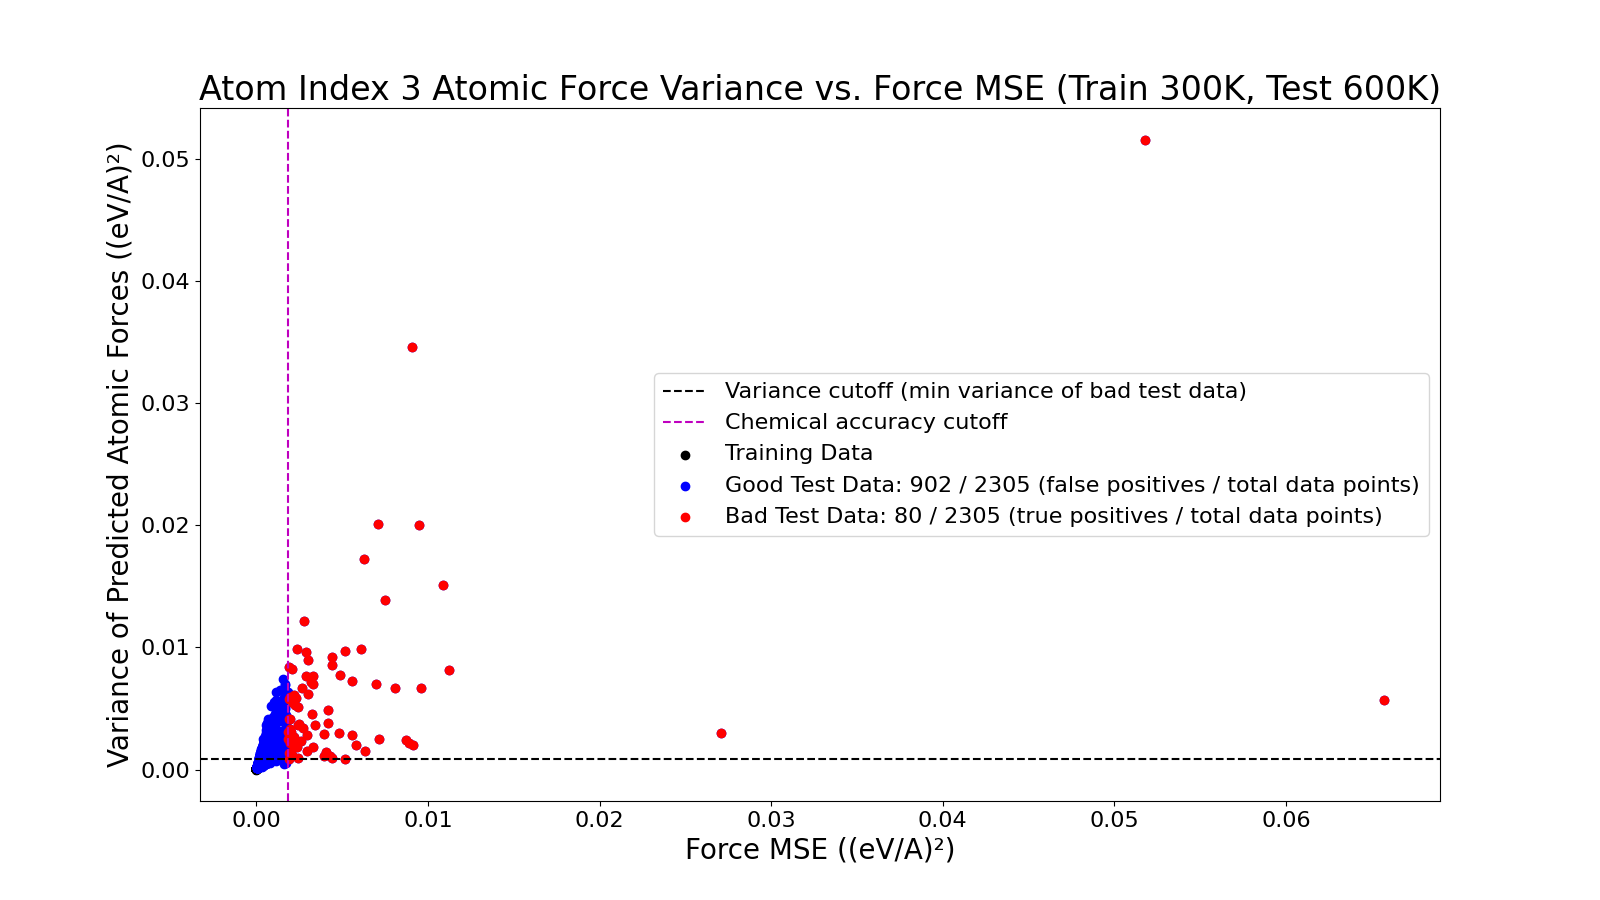 Atom Index 3 Atomic Force Variance vs. Force MSE (Train 300K, Test 600K)
Variance of Predicted Atomic Forces ((eV/A)²)
0.05
0.04
0.03
0.02
0.01
0.00
Variance cutoff (min variance of bad test data)
Chemical accuracy cutoff
Training Data
Good Test Data: 902 / 2305 (false positives / total data points)
Bad Test Data: 80 / 2305 (true positives / total data points)
0.00 0.01 0.02 0.03 0.04 0.05 0.06
Force MSE ((eV/A)²)